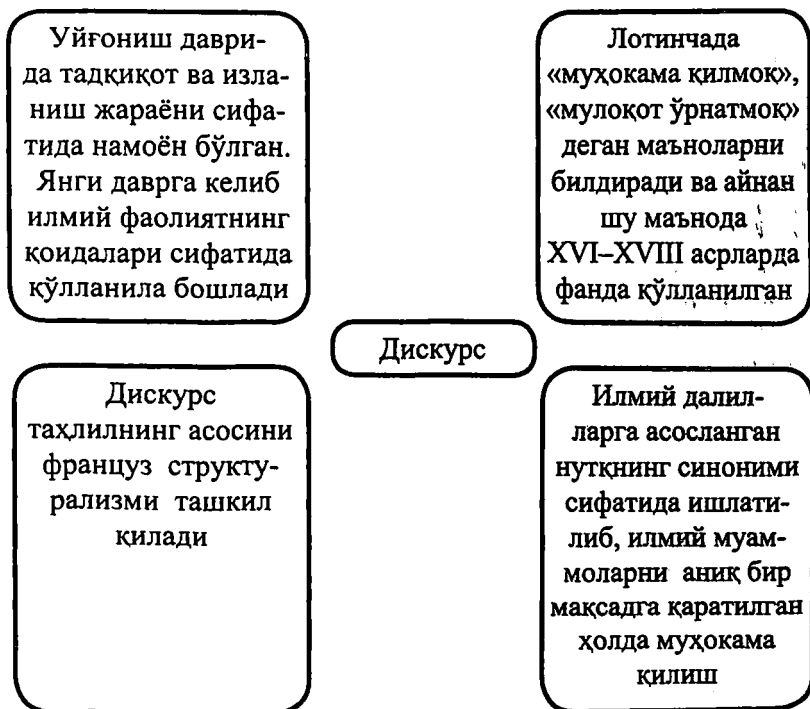 Уйғониш даври-
да тадқиқот ва изла-
ниш жараёни сифа-
тида намоён бўлган.
Янги даврга келиб
илмий фаолиятнинг
қоидалари сифатида
қўлланила бошлади
Лотинчада
«муҳокама қилмоқ»,
«мулоқот ўрнатмоқ»
деган маъноларни
билдиради ва айнан
шу маънода
XVI–XVIII асрларда
фанда қўлланилган
Дискурс
Дискурс
таҳлилнинг асосини
француз структу-
рализми ташкил
қилади
Илмий далил-
ларга асосланган
нутқнинг синоними
сифатида ишлати-
либ, илмий муам-
моларни аниқ бир
мақсадга қаратилган
ҳолда муҳокама
қилиш